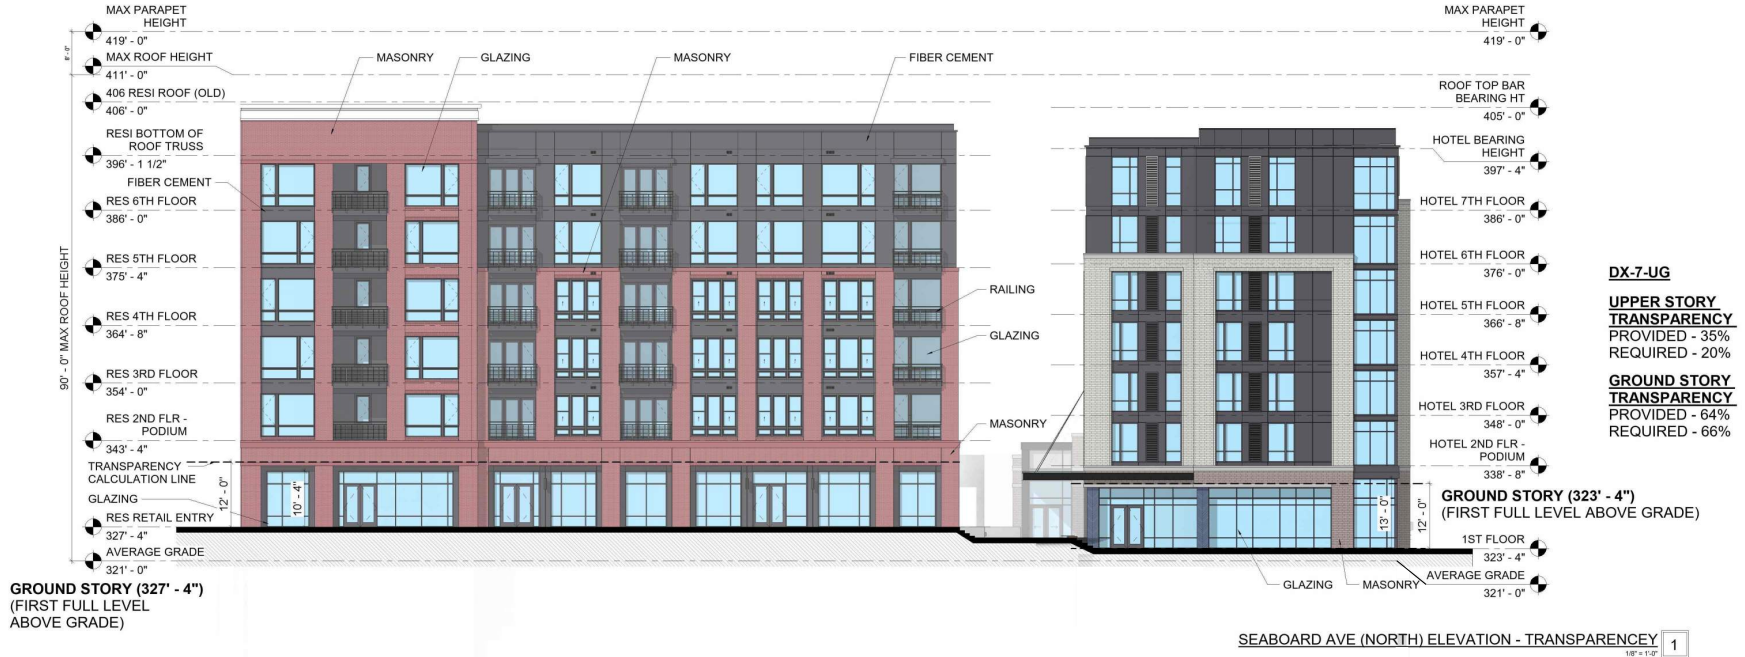 MAX PARAPET
HEIGHT
419' - 0"
8' - 0"
MAX ROOF HEIGHT
411' - 0"
406 RESI ROOF (OLD)
406' - 0"
RESI BOTTOM OF
ROOF TRUSS
396' - 1 1/2"
FIBER CEMENT
RES 6TH FLOOR
386' - 0"
RES 5TH FLOOR
375' - 4"
RES 4TH FLOOR
364' - 8"
RES 3RD FLOOR
354' - 0"
RES 2ND FLR -
PODIUM
343' - 4"
TRANSPARENCY
CALCULATION LINE
GLAZING
RES RETAIL ENTRY
327' - 4"
AVERAGE GRADE
321' - 0"
90' - 0" MAX ROOF HEIGHT
12' - 0"
10' - 4"
GROUND STORY (327' - 4")
(FIRST FULL LEVEL
ABOVE GRADE)
MASONRY
GLAZING
MASONRY
FIBER CEMENT
RAILING
GLAZING
MASONRY
MAX PARAPET
HEIGHT
419' - 0"
ROOF TOP BAR
BEARING HT
405' - 0"
HOTEL BEARING
HEIGHT
397' - 4"
HOTEL 7TH FLOOR
386' - 0"
HOTEL 6TH FLOOR
376' - 0"
HOTEL 5TH FLOOR
366' - 8"
HOTEL 4TH FLOOR
357' - 4"
HOTEL 3RD FLOOR
348' - 0"
HOTEL 2ND FLR -
PODIUM
338' - 8"
13' - 0"
12' - 0"
GROUND STORY (323' - 4")
(FIRST FULL LEVEL ABOVE GRADE)
1ST FLOOR
323' - 4"
AVERAGE GRADE
321' - 0"
GLAZING
MASONRY
DX-7-UG
UPPER STORY
TRANSPARENCY
PROVIDED - 35%
REQUIRED - 20%
GROUND STORY
TRANSPARENCY
PROVIDED - 64%
REQUIRED - 66%
SEABOARD AVE (NORTH) ELEVATION - TRANSPARENCEY
1
1/8" = 1'-0"